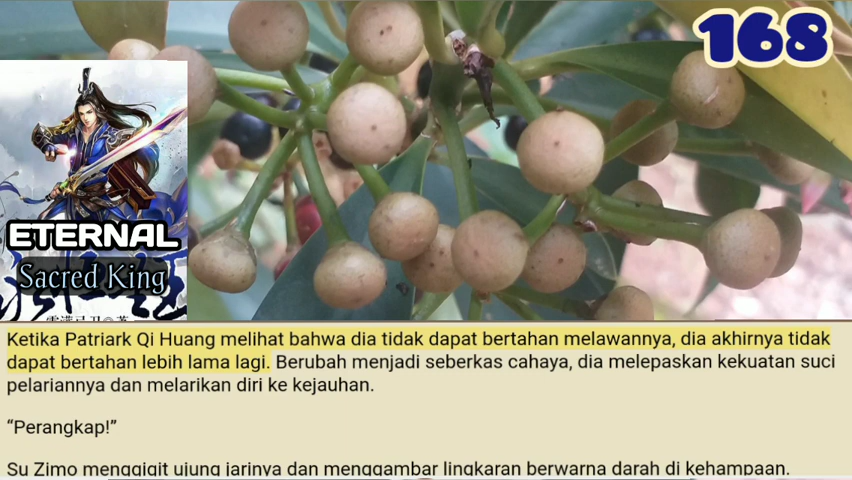 168
ETERNAL
Sacred King
Ketika Patriark Qi Huang melihat bahwa dia tidak dapat bertahan melawannya, dia akhirnya tidak
dapat bertahan lebih lama lagi. Berubah menjadi seberkas cahaya, dia melepaskan kekuatan suci
pelariannya dan melarikan diri ke kejauhan.
“Perangkap!”
Su Zimo menggigit ujung jarinya dan menggambar lingkaran berwarna darah di kehampaan.